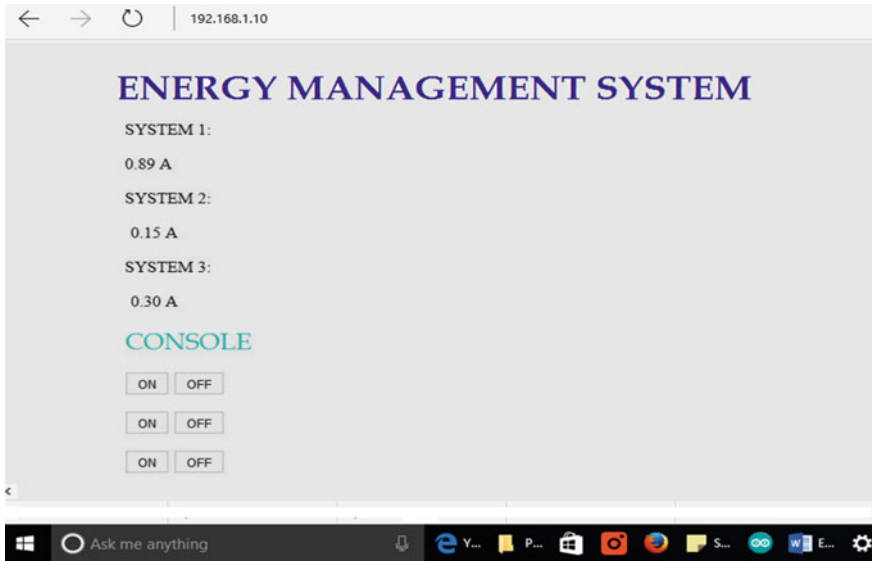 192.168.1.10
ENERGY MANAGEMENT SYSTEM
SYSTEM 1:
0.89 A
SYSTEM 2:
0.15 A
SYSTEM 3:
0.30 A
CONSOLE
ON OFF
ON OFF
ON OFF
Ask me anything Y... P... S... E...